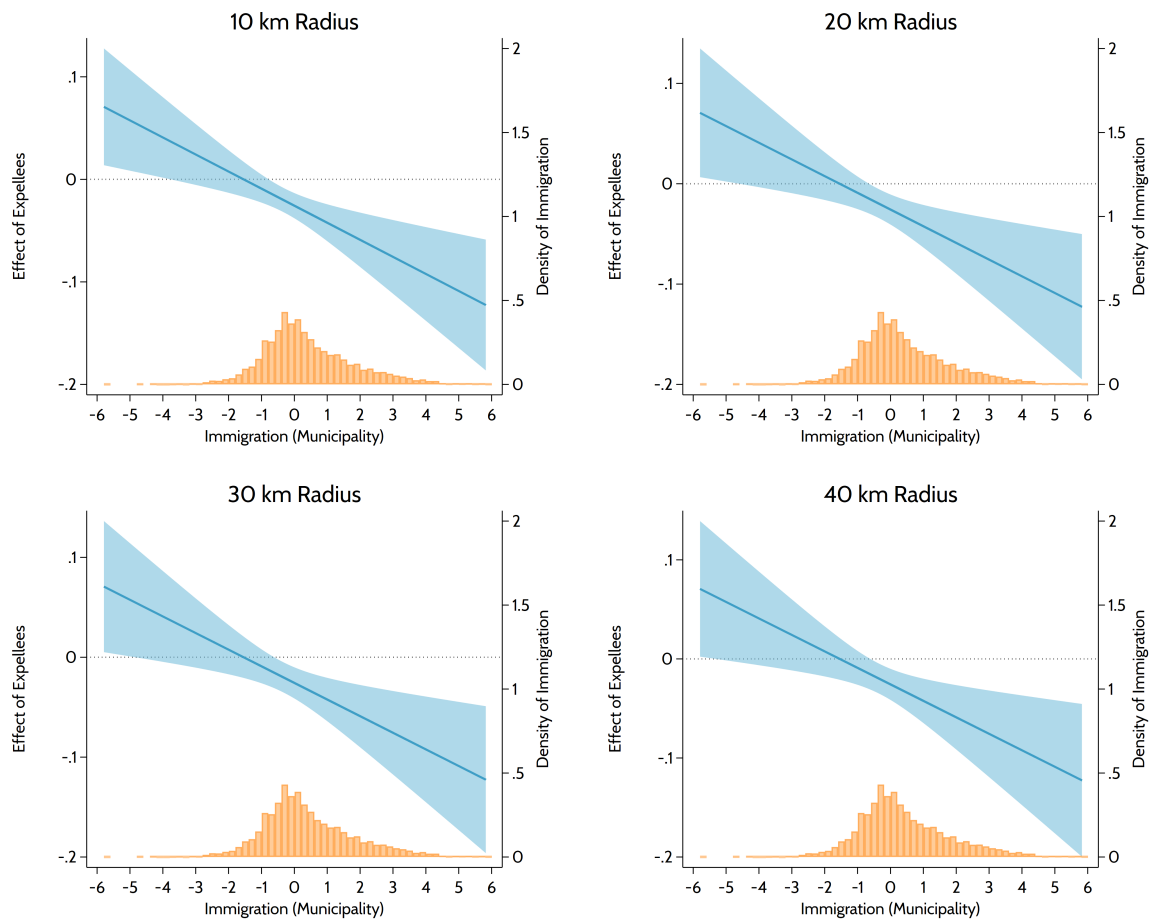 10 km Radius
.1
0
-.1
-.2
2
1.5
1
.5
0
-6 -5 -4 -3 -2 -1 0 1 2 3 4 5 6
Effect of Expellees
Density of Immigration
Immigration (Municipality)
20 km Radius
.1
0
-.1
-.2
2
1.5
1
.5
0
-6 -5 -4 -3 -2 -1 0 1 2 3 4 5 6
Effect of Expellees
Density of Immigration
Immigration (Municipality)
30 km Radius
.1
0
-.1
-.2
2
1.5
1
.5
0
-6 -5 -4 -3 -2 -1 0 1 2 3 4 5 6
Effect of Expellees
Density of Immigration
Immigration (Municipality)
40 km Radius
.1
0
-.1
-.2
2
1.5
1
.5
0
-6 -5 -4 -3 -2 -1 0 1 2 3 4 5 6
Effect of Expellees
Density of Immigration
Immigration (Municipality)